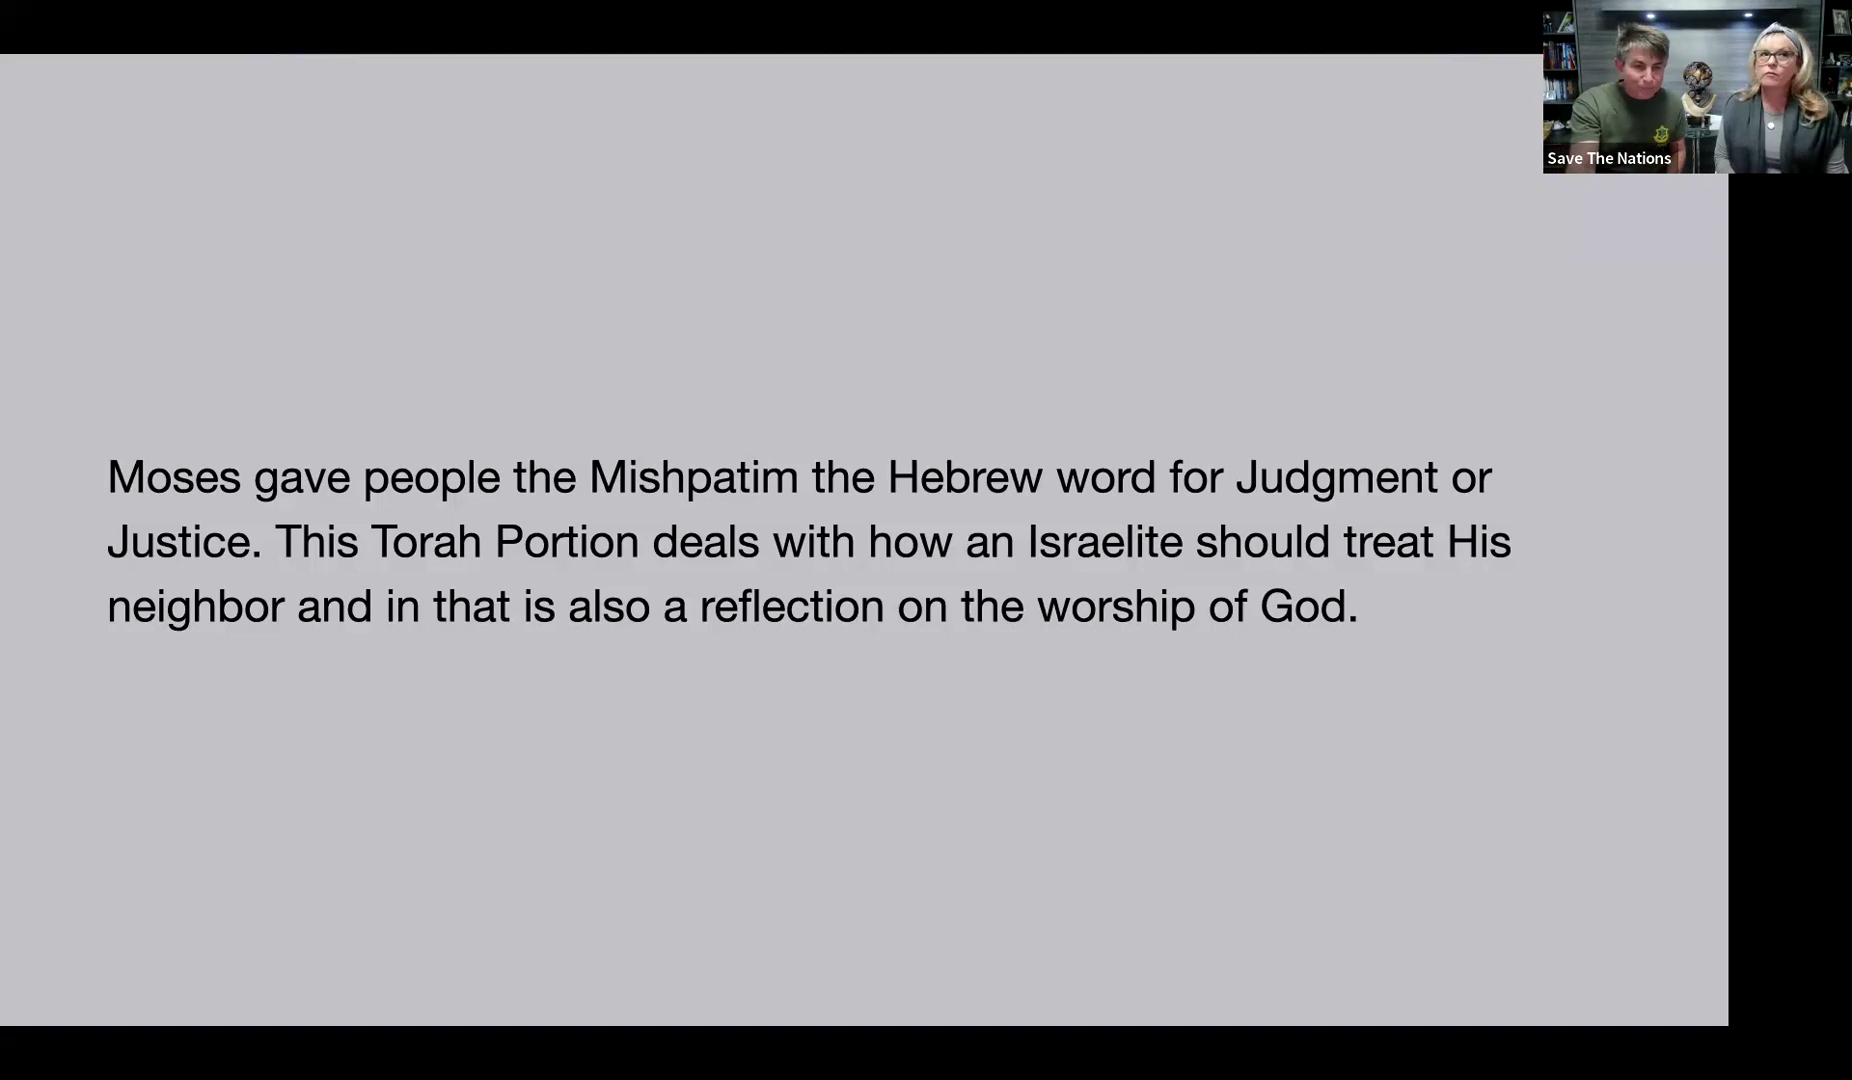 Save The Nations
Moses gave people the Mishpatim the Hebrew word for Judgment or
Justice. This Torah Portion deals with how an Israelite should treat His
neighbor and in that is also a reflection on the worship of God.